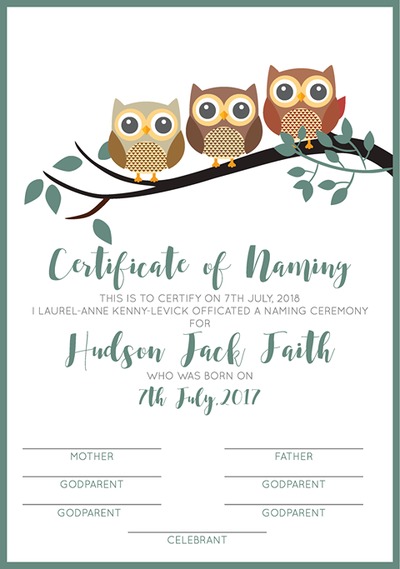 Certificate of Naming
THIS IS TO CERTIFY ON 7TH JULY, 2018
I LAUREL-ANNE KENNY-LEVICK OFFICATED A NAMING CEREMONY
FOR
Hudson Jack Faith
WHO WAS BORN ON
7th July,2017
MOTHER FATHER
GODPARENT GODPARENT
GODPARENT GODPARENT
CELEBRANT